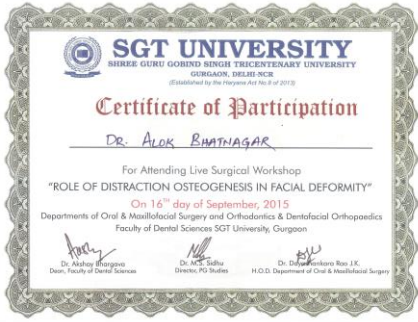 SGT UNIVERSITY
SHREE GURU GOBIND SINGH TRICENTENARY UNIVERSITY
GURGAON, DELHI-NCR
(Established by the Haryana Act No.8 of 2013)
Certificate of Participation
DR. ALOK BHATNAGAR
For Attending Live Surgical Workshop
"ROLE OF DISTRACTION OSTEOGENESIS IN FACIAL DEFORMITY"
On 16TH day of September, 2015
Departments of Oral & Maxillofacial Surgery and Orthodontics & Dentofacial Orthopaedics
Faculty of Dental Sciences SGT University, Gurgaon
Dr. Akshay Bhargava
Dean, Faculty of Dental Sciences
Dr. M.S. Sidhu
Director, PG Studies
Dr. Rao J.K.
H.O.D. Department of Oral & Maxillofacial Surgery